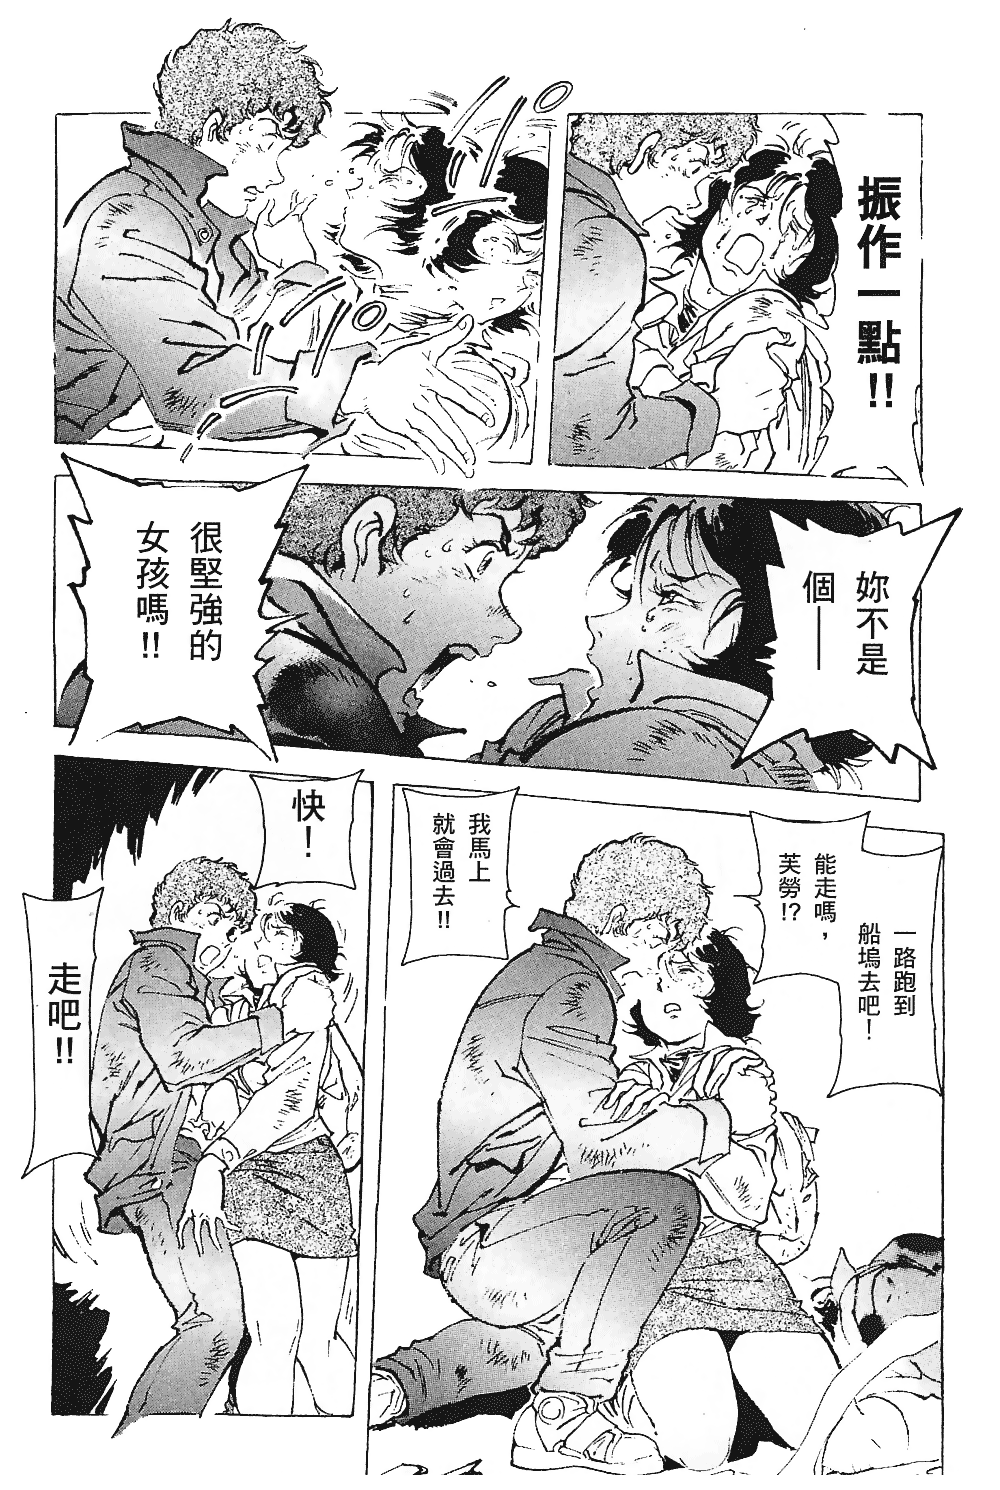 振作一點!!
妳不是
個——
很堅強的
女孩嗎!!
一路跑到
船塢去吧!
能走嗎，
芙勞!?
我馬上
就會過去!!
快!
走吧!!